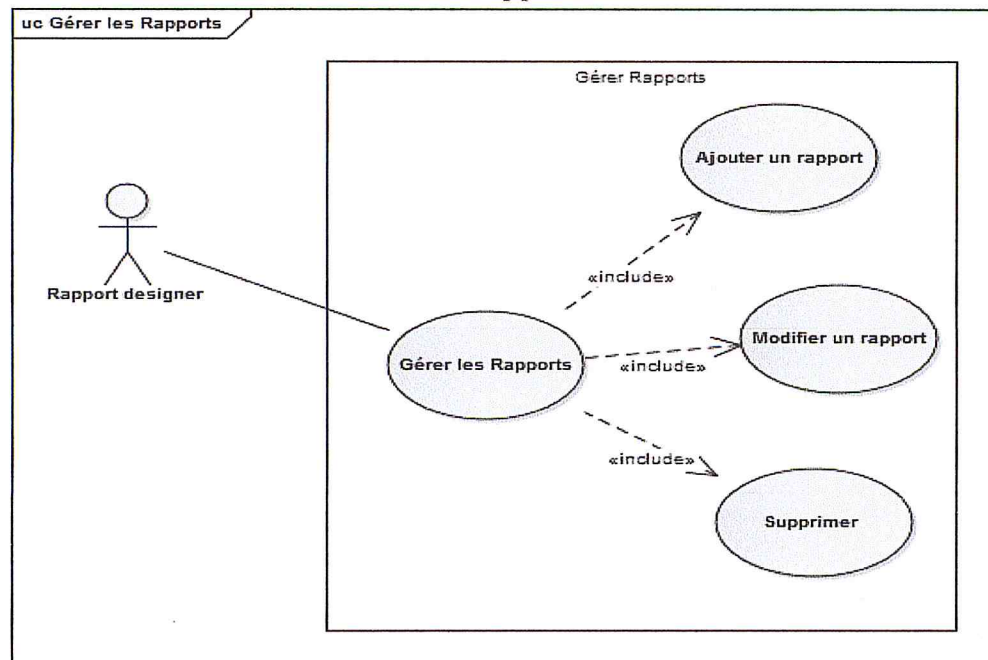 uc Gérer les Rapports
Gérer Rapports
Ajouter un rapport
«include»
Rapport designer
Modifier un rapport
Gérer les Rapports
«include»
«include»
Supprimer